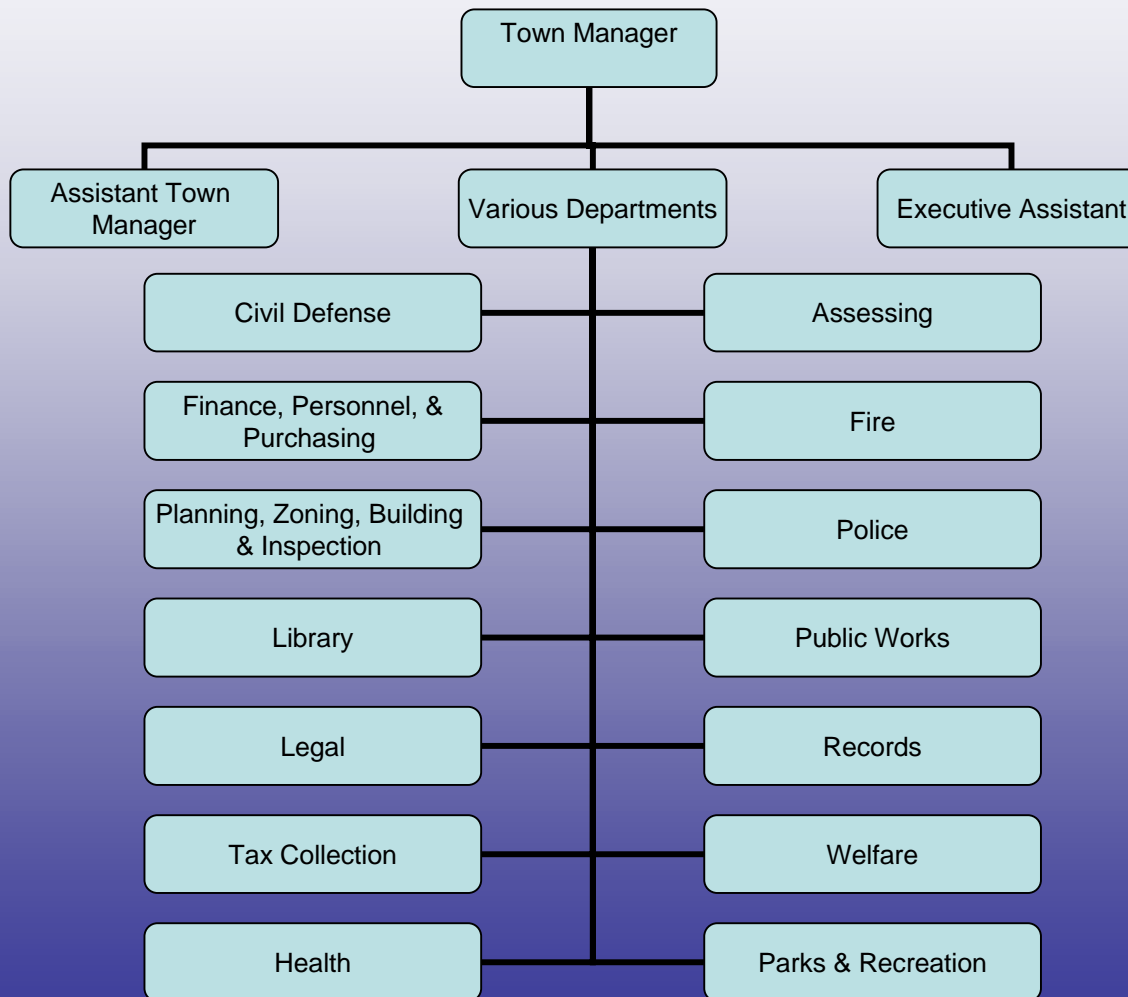 Town Manager
Assistant Town
Manager
Various Departments
Executive Assistant
Civil Defense
Assessing
Finance, Personnel, &
Purchasing
Fire
Planning, Zoning, Building
& Inspection
Police
Library
Public Works
Legal
Records
Tax Collection
Welfare
Health
Parks & Recreation